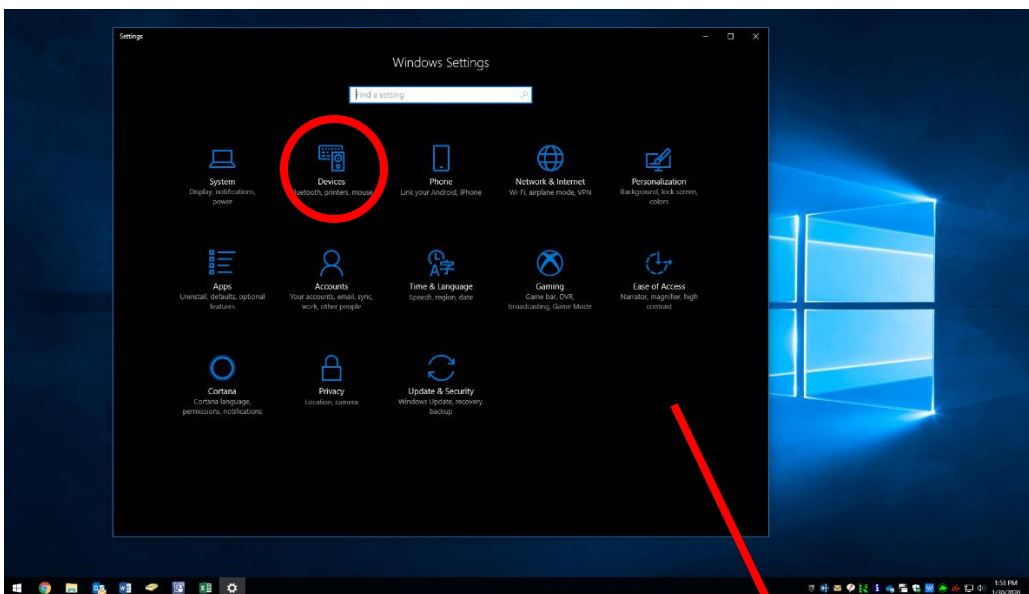 Settings
Windows Settings
Find a setting
System
Display, notifications,
power
Devices
Bluetooth, printers, mouse
Phone
Link your Android, iPhone
Network & Internet
Wi-Fi, airplane mode, VPN
Personalization
Background, lock screen,
colors
Apps
Uninstall, defaults, optional
features
Accounts
Your accounts, email, sync,
work, other people
Time & Language
Speech, region, date
Gaming
Game bar, DVR,
broadcasting, Game Mode
Ease of Access
Narrator, magnifier, high
contrast
Cortana
Cortana language,
permissions, notifications
Privacy
Location, camera
Update & Security
Windows Update, recovery,
backup
1:53 PM
1/30/2020